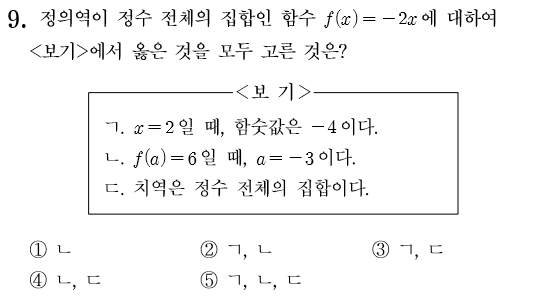 9. 정의역이 정수 전체의 집합인 함수 f(x)=-2x에 대하여
<보기>에서 옳은 것을 모두 고른 것은?
<보 기>
ㄱ. x=2일 때, 함숫값은 -4이다.
ㄴ. f(a)=6일 때, a=-3이다.
ㄷ. 치역은 정수 전체의 집합이다.
① ㄴ ② ㄱ, ㄴ ③ ㄱ, ㄷ
④ ㄴ, ㄷ ⑤ ㄱ, ㄴ, ㄷ